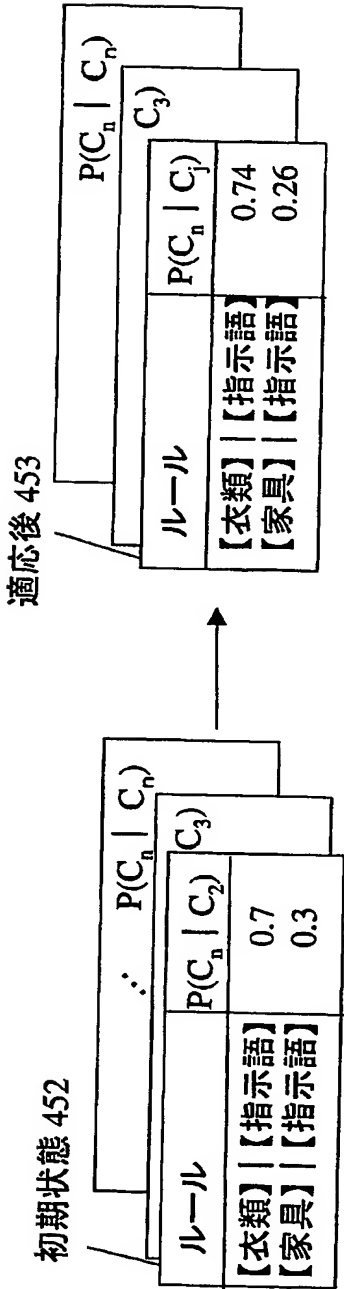 初期状態 452
P(Cn | Cn)
∴
C3)
ルール P(Cn | C2)
【衣類】|【指示語】 0.7
【家具】|【指示語】 0.3
適応後 453
P(Cn | Cn)
C3)
ルール P(Cn | Cj)
【衣類】|【指示語】 0.74
【家具】|【指示語】 0.26